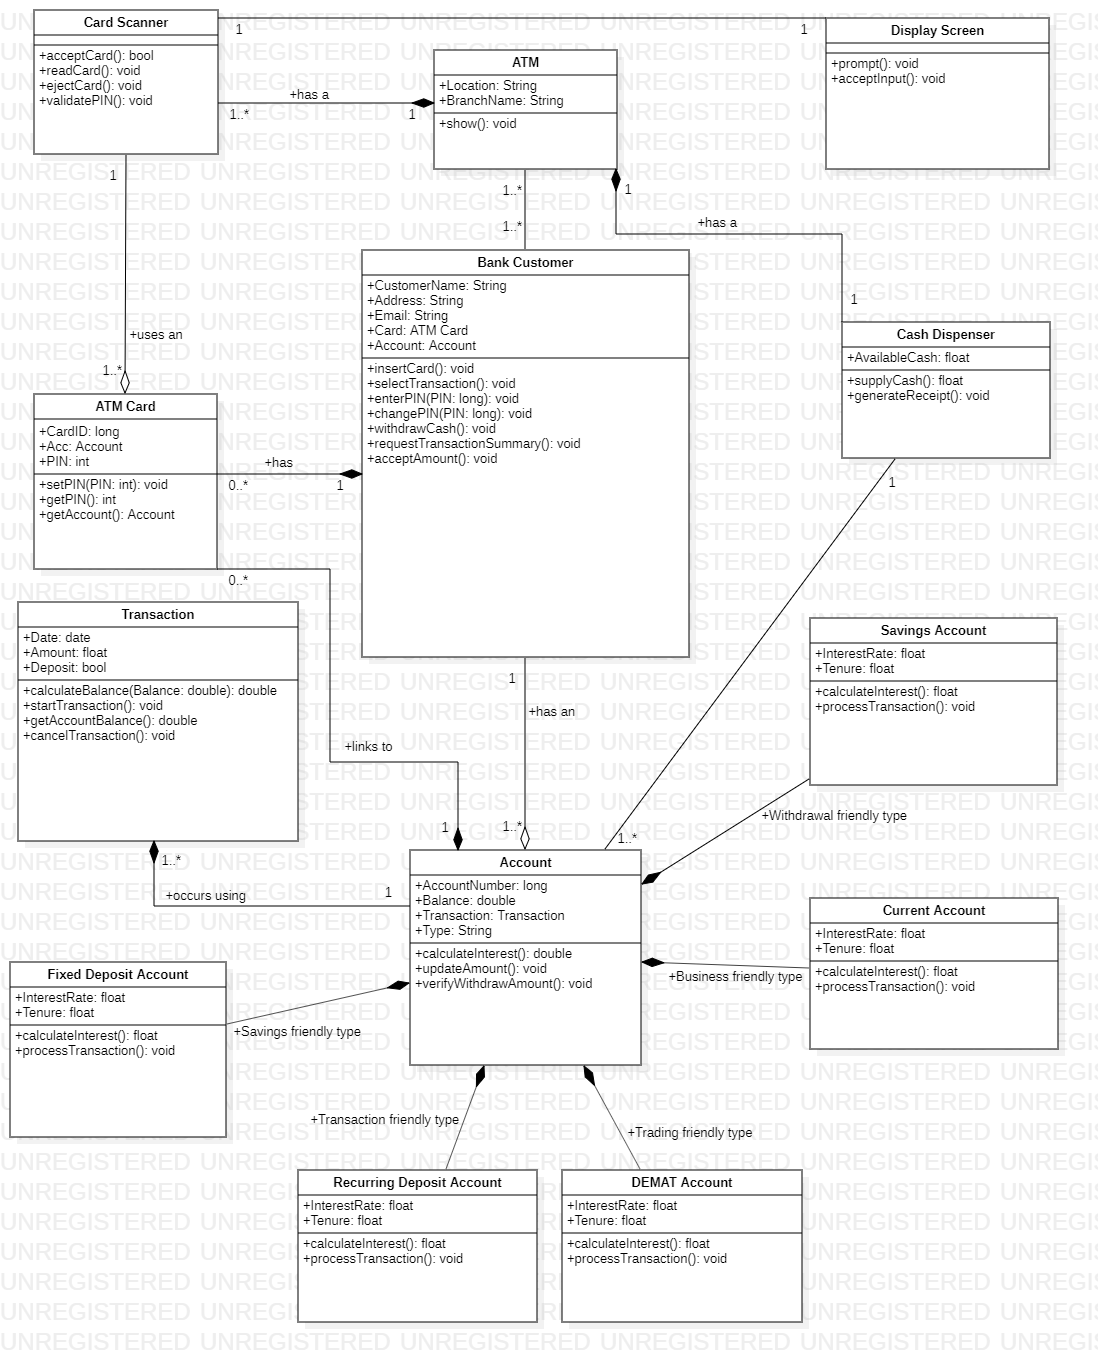 Card Scanner
+acceptCard(): bool
+readCard(): void
+ejectCard(): void
+validatePIN(): void
1
1
Display Screen
+prompt(): void
+acceptInput(): void
ATM
+Location: String
+BranchName: String
+show(): void
+has a
1..*
1
1
1..*
1..*
1
+has a
1
+uses an
1..*
Bank Customer
+CustomerName: String
+Address: String
+Email: String
+Card: ATM Card
+Account: Account
+insertCard(): void
+selectTransaction(): void
+enterPIN(PIN: long): void
+changePIN(PIN: long): void
+withdrawCash(): void
+requestTransactionSummary(): void
+acceptAmount(): void
Cash Dispenser
+AvailableCash: float
+supplyCash(): float
+generateReceipt(): void
1
ATM Card
+CardID: long
+Acc: Account
+PIN: int
+setPIN(PIN: int): void
+getPIN(): int
+getAccount(): Account
+has
0..*
1
0..*
Transaction
+Date: date
+Amount: float
+Deposit: bool
+calculateBalance(Balance: double): double
+startTransaction(): void
+getAccountBalance(): double
+cancelTransaction(): void
Savings Account
+InterestRate: float
+Tenure: float
+calculateInterest(): float
+processTransaction(): void
1
+has an
+links to
1
1..*
1..*
+Withdrawal friendly type
1..*
+occurs using
1
Account
+AccountNumber: long
+Balance: double
+Transaction: Transaction
+Type: String
+calculateInterest(): double
+updateAmount(): void
+verifyWithdrawAmount(): void
Current Account
+InterestRate: float
+Tenure: float
+calculateInterest(): float
+processTransaction(): void
+Business friendly type
Fixed Deposit Account
+InterestRate: float
+Tenure: float
+calculateInterest(): float
+processTransaction(): void
+Savings friendly type
+Transaction friendly type
+Trading friendly type
Recurring Deposit Account
+InterestRate: float
+Tenure: float
+calculateInterest(): float
+processTransaction(): void
DEMAT Account
+InterestRate: float
+Tenure: float
+calculateInterest(): float
+processTransaction(): void
UNREGISTERED